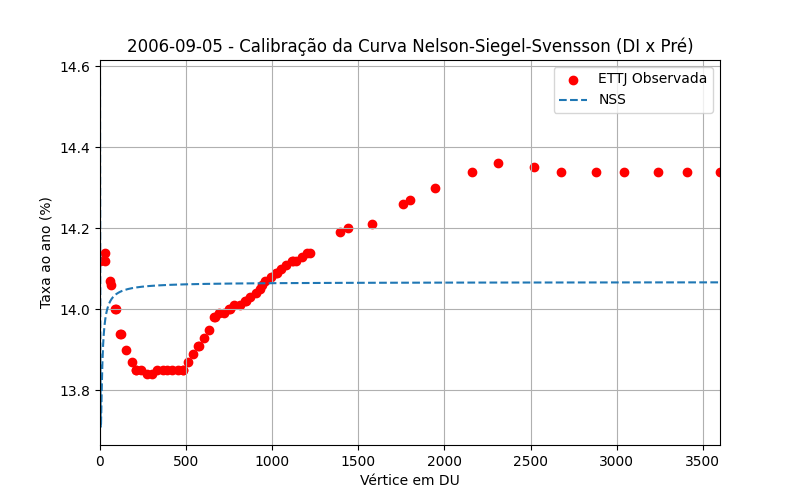 2006-09-05 - Calibração da Curva Nelson-Siegel-Svensson (DI x Pré)
14.6
14.4
14.2
14.0
13.8
Taxa ao ano (%)
ETTJ Observada
NSS
0
500
1000
1500
2000
2500
3000
3500
Vértice em DU